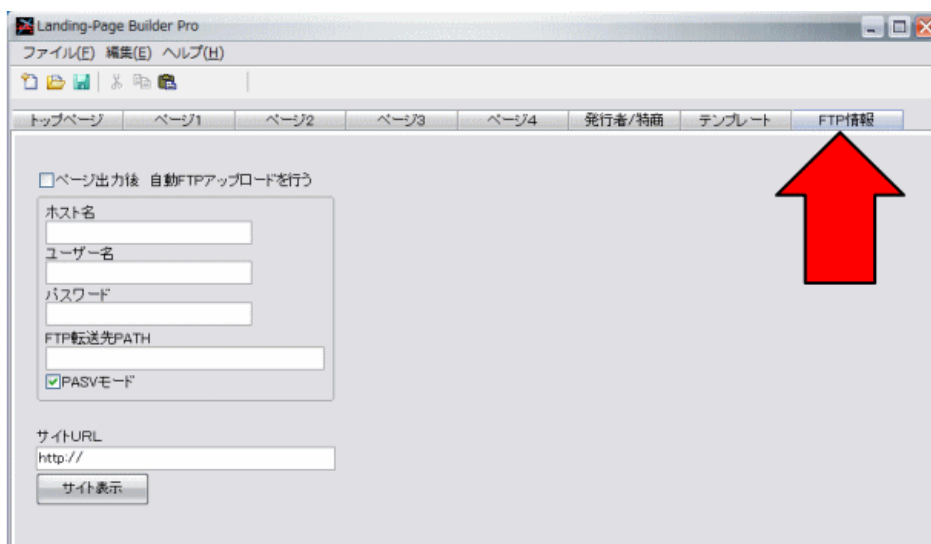 Landing-Page Builder Pro
ファイル(F) 編集(E) ヘルプ(H)
トップページ ページ1 ページ2 ページ3 ページ4 発行者/特商 テンプレート FTP情報
ページ出力後 自動FTPアップロードを行う
ホスト名
ユーザー名
パスワード
FTP転送先PATH
PASVモード
サイトURL
http://
サイト表示